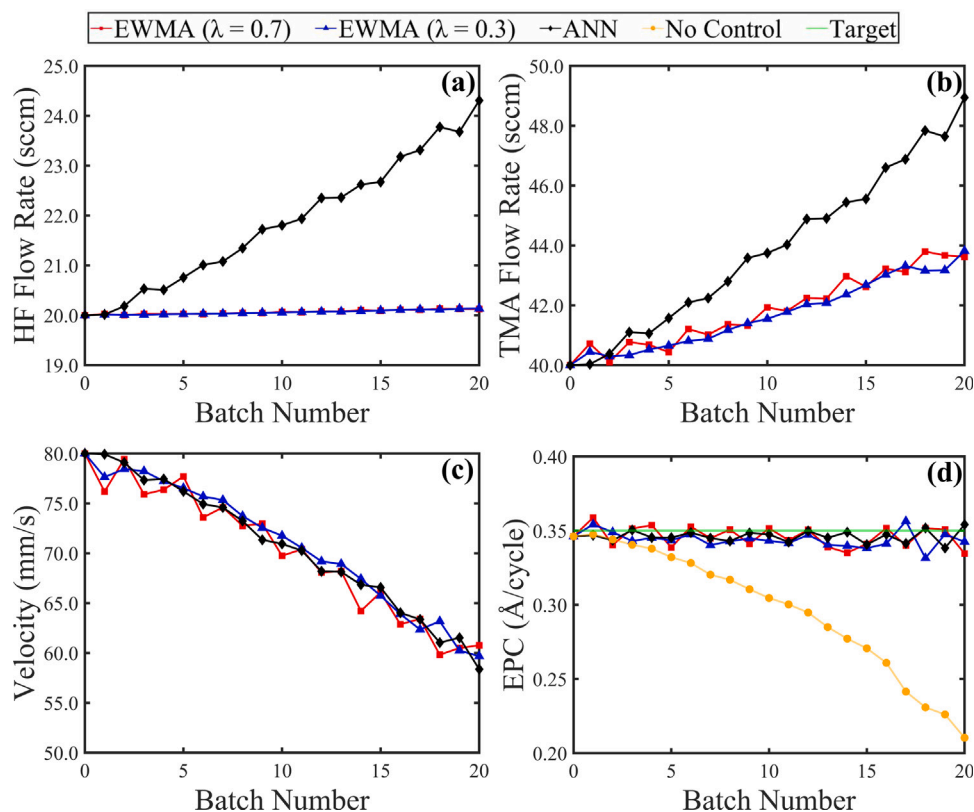 EWMA (λ = 0.7) EWMA (λ = 0.3) ANN No Control Target
(a)
HF Flow Rate (sccm)
25.0
24.0
23.0
22.0
21.0
20.0
19.0
0 5 10 15 20
Batch Number
(b)
TMA Flow Rate (sccm)
50.0
48.0
46.0
44.0
42.0
40.0
0 5 10 15 20
Batch Number
(c)
Velocity (mm/s)
80.0
75.0
70.0
65.0
60.0
55.0
50.0
0 5 10 15 20
Batch Number
(d)
EPC (Å/cycle)
0.40
0.35
0.30
0.25
0.20
0 5 10 15 20
Batch Number